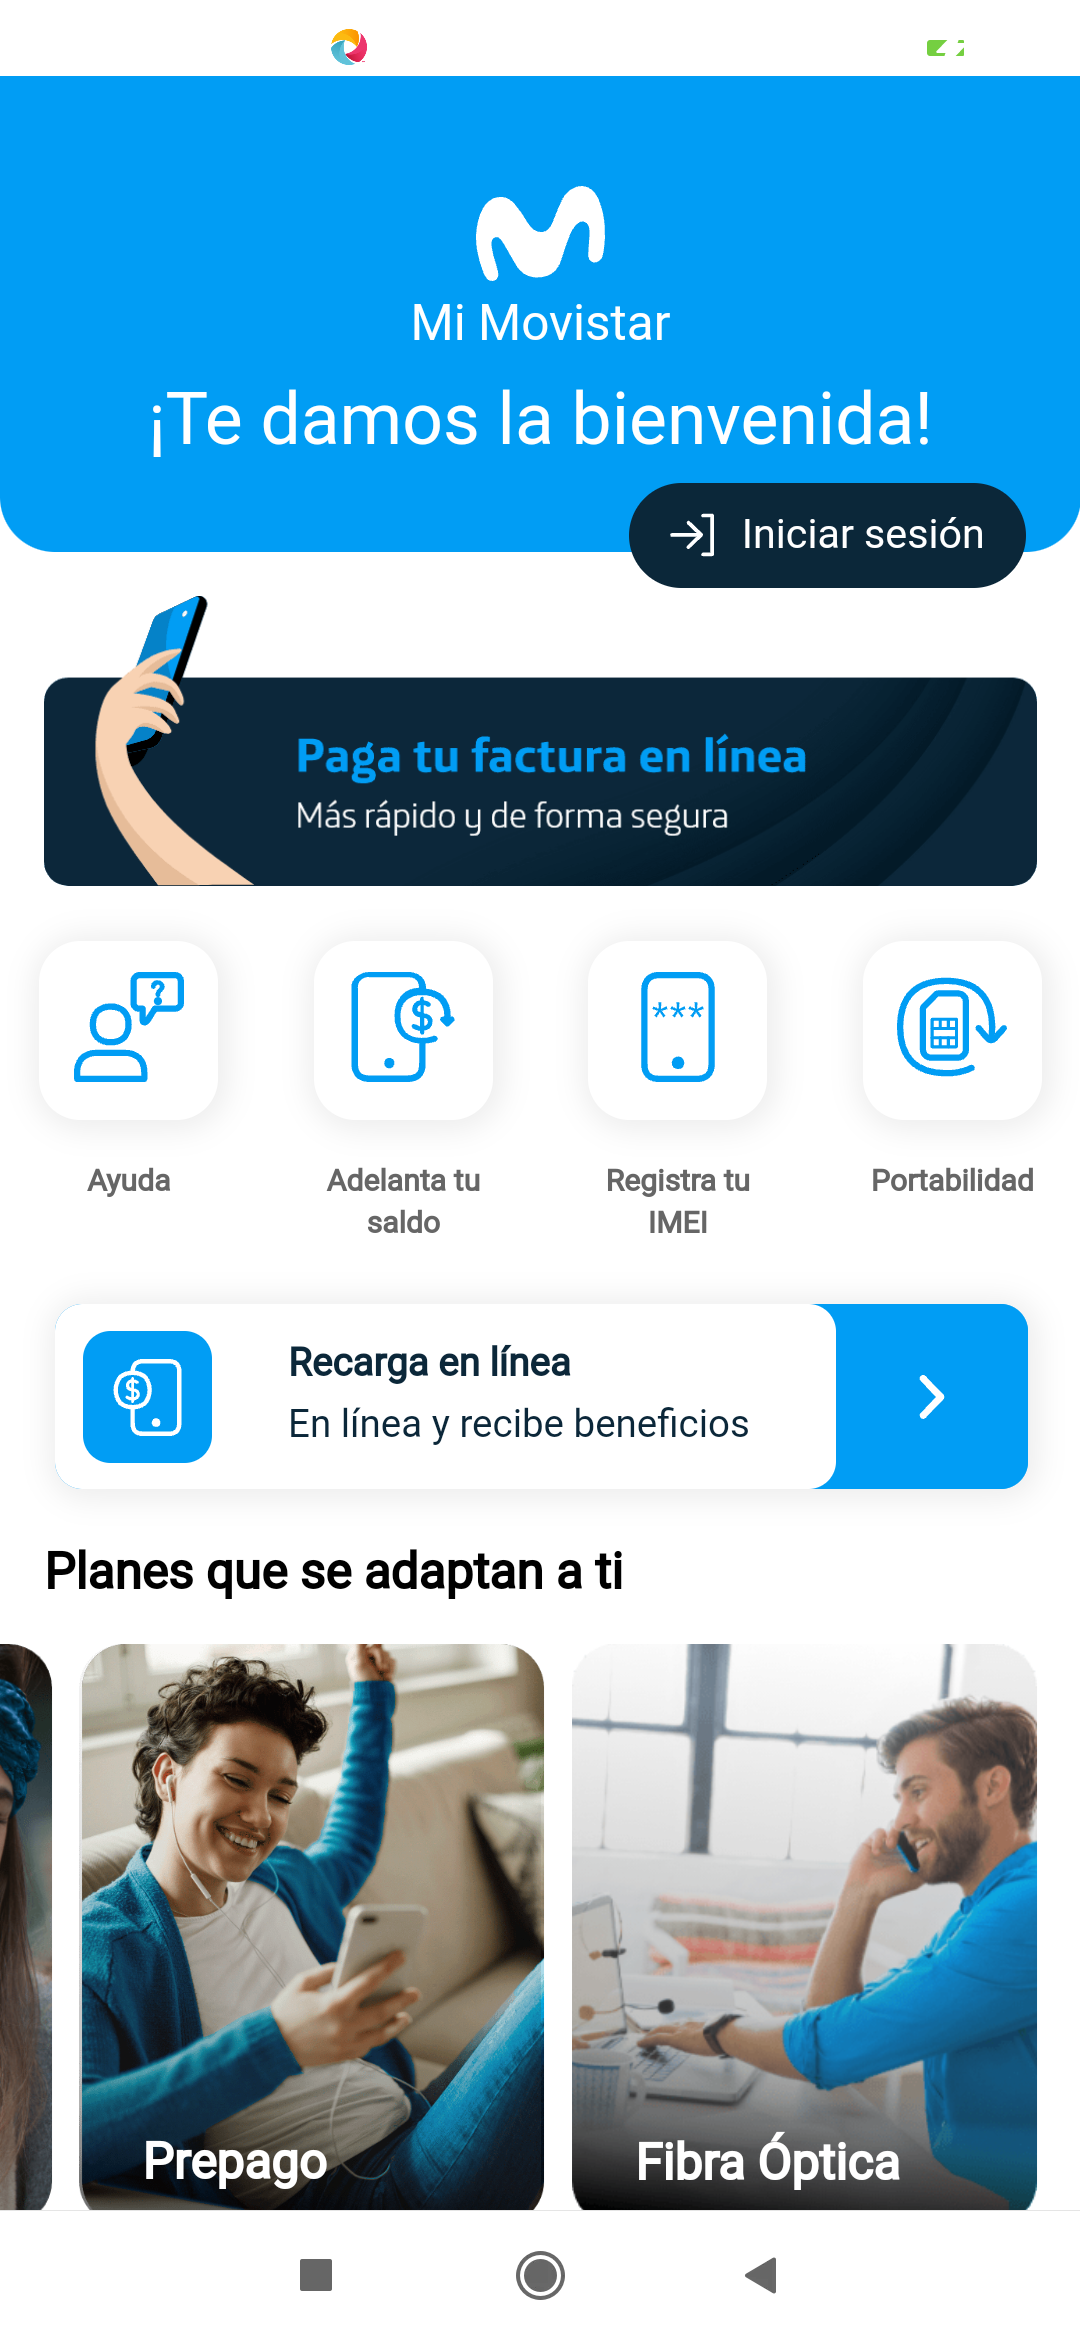 Mi Movistar
¡Te damos la bienvenida!
Iniciar sesión
Paga tu factura en línea
Más rápido y de forma segura
Ayuda
Adelanta tu
saldo
Registra tu
IMEI
Portabilidad
Recarga en línea
En línea y recibe beneficios
Planes que se adaptan a ti
Prepago
Fibra Óptica